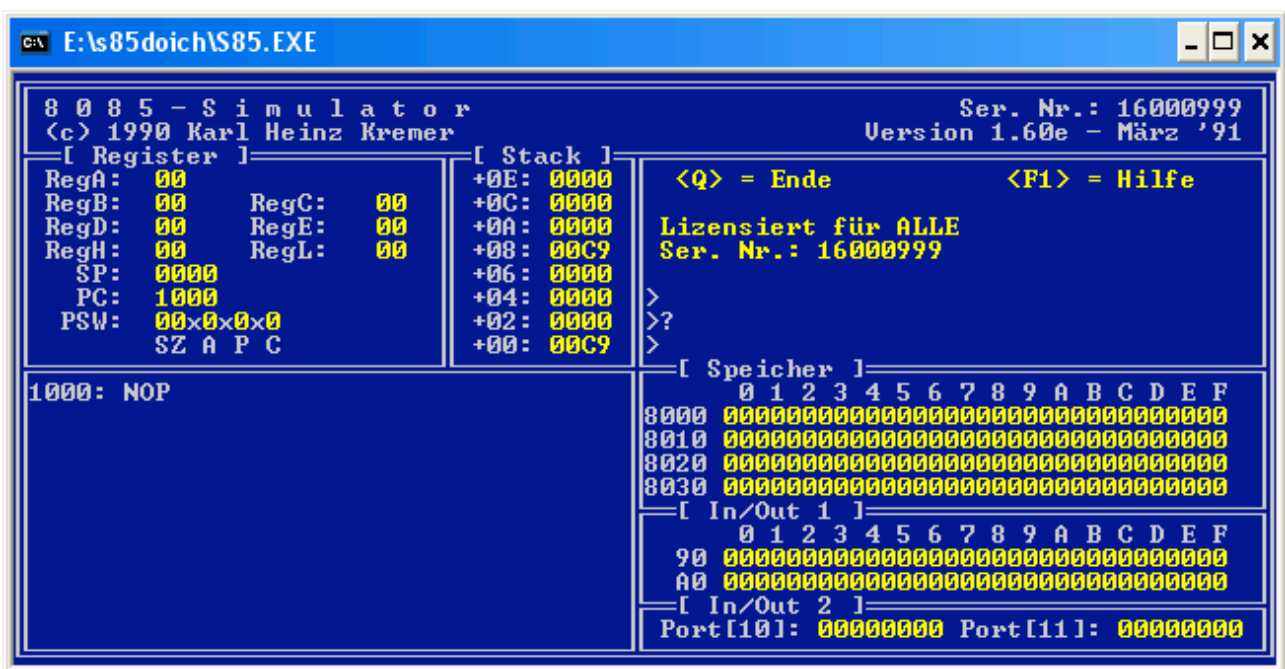 E:\s85doich\S85.EXE
8 0 8 5 - S i m u l a t o r
Ser. Nr.: 16000999
(c) 1990 Karl Heinz Kremer
Version 1.60e - März '91
[ Register ]
RegA: 00
RegB: 00 RegC: 00
RegD: 00 RegE: 00
RegH: 00 RegL: 00
SP: 0000
PC: 1000
PSW: 00x0x0x0
SZ A P C
[ Stack ]
+0E: 0000
+0C: 0000
+0A: 0000
+08: 00C9
+06: 0000
+04: 0000
+02: 0000
+00: 00C9
<Q> = Ende <F1> = Hilfe
Lizensiert für ALLE
Ser. Nr.: 16000999
>
>?
>
1000: NOP
[ Speicher ]
0 1 2 3 4 5 6 7 8 9 A B C D E F
8000 00000000000000000000000000000000
8010 00000000000000000000000000000000
8020 00000000000000000000000000000000
8030 00000000000000000000000000000000
[ In/Out 1 ]
0 1 2 3 4 5 6 7 8 9 A B C D E F
90 00000000000000000000000000000000
A0 00000000000000000000000000000000
[ In/Out 2 ]
Port[10]: 00000000 Port[11]: 00000000